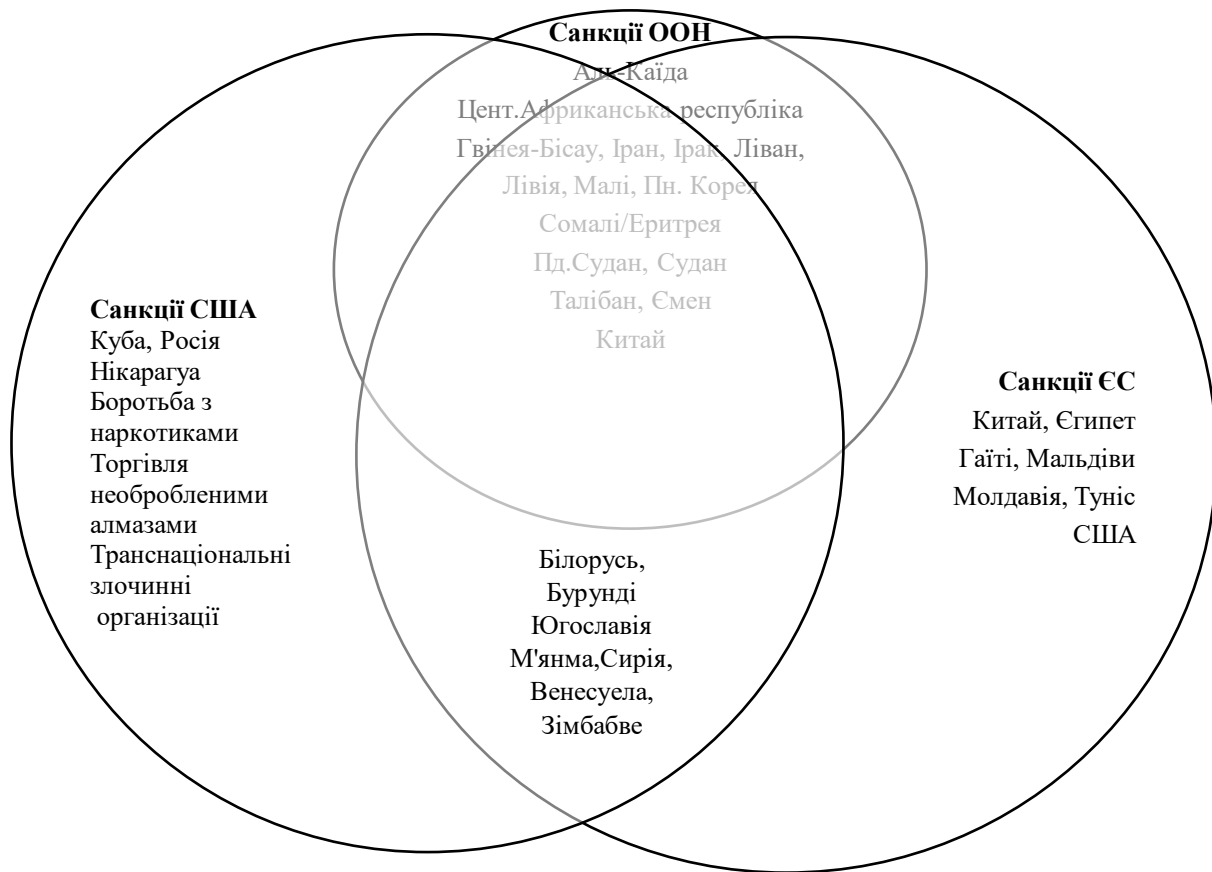 Санкції ООН
Аль-Каїда
Цент.Африканська республіка
Гвінея-Бісау, Іран, Ірак, Ліван,
Лівія, Малі, Пн. Корея
Сомалі/Еритрея
Пд.Судан, Судан
Талібан, Ємен
Китай
Санкції США
Куба, Росія
Нікарагуа
Боротьба з
наркотиками
Торгівля
необробленими
алмазами
Транснаціональні
злочинні
організації
Санкції ЄС
Китай, Єгипет
Гаїті, Мальдіви
Молдавія, Туніс
США
Білорусь,
Бурунді
Югославія
М'янма,Сирія,
Венесуела,
Зімбабве